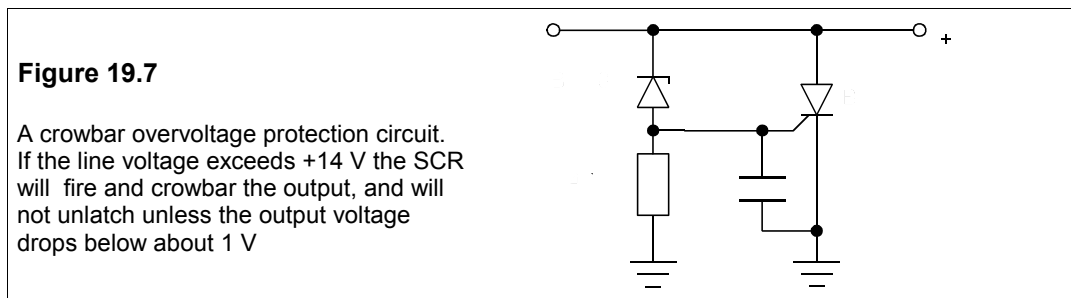 Figure 19.7
A crowbar overvoltage protection circuit.
If the line voltage exceeds +14 V the SCR
will fire and crowbar the output, and will
not unlatch unless the output voltage
drops below about 1 V
+